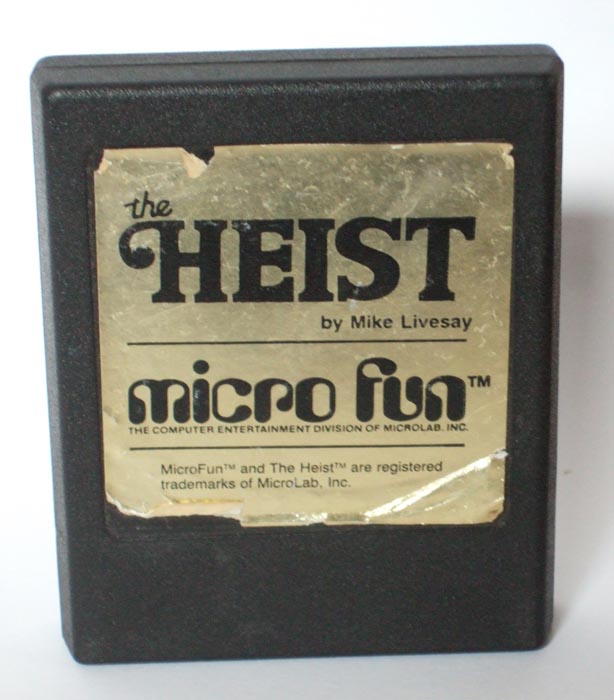 the
HEIST
by Mike Livesay
micro fun™
THE COMPUTER ENTERTAINMENT DIVISION OF MICROLAB, INC.
MicroFun™ and The Heist™ are registered
trademarks of MicroLab, Inc.